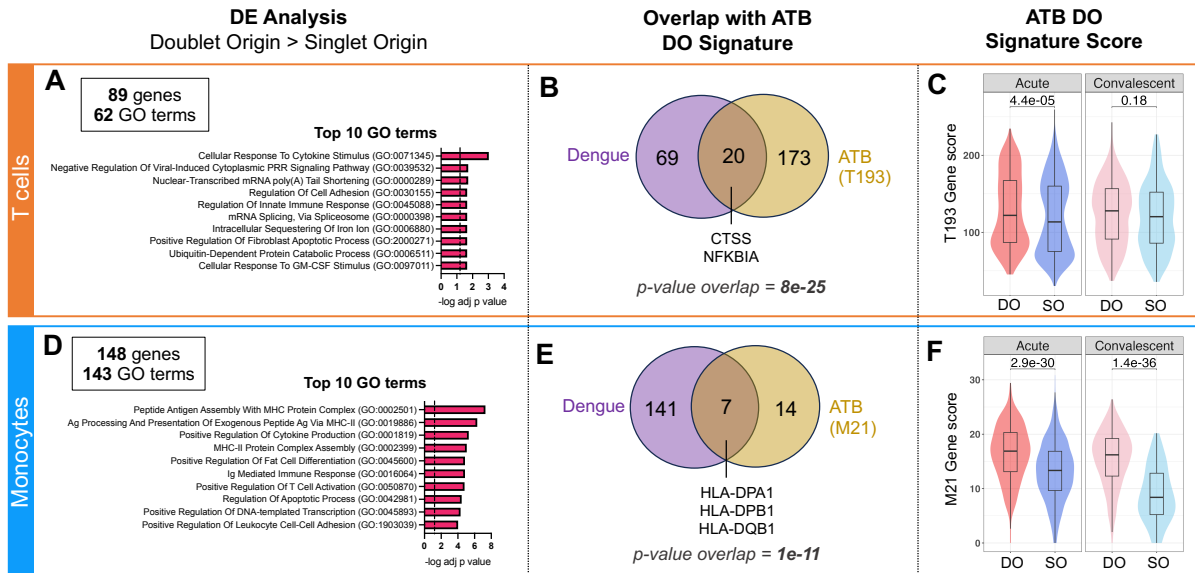 DE Analysis
Doublet Origin > Singlet Origin
Overlap with ATB
DO Signature
ATB DO
Signature Score
T cells
A
89 genes
62 GO terms
Top 10 GO terms
Cellular Response To Cytokine Stimulus (GO:0071345)
Negative Regulation Of Viral-Induced Cytoplasmic PRR Signaling Pathway (GO:0039532)
Nuclear-Transcribed mRNA poly(A) Tail Shortening (GO:0000289)
Regulation Of Cell Adhesion (GO:0030155)
Regulation Of Innate Immune Response (GO:0045088)
mRNA Splicing, Via Spliceosome (GO:0000398)
Intracellular Sequestering Of Iron Ion (GO:0006880)
Positive Regulation Of Fibroblast Apoptotic Process (GO:2000271)
Ubiquitin-Dependent Protein Catabolic Process (GO:0006511)
Cellular Response To GM-CSF Stimulus (GO:0097011)
0 1 2 3 4
-log adj p value
B
Dengue 69 20 173 ATB
(T193)
CTSS
NFKBIA
p-value overlap = 8e-25
C
Acute Convalescent
4.4e-05 0.18
T193 Gene score
200
100
DO SO DO SO
Monocytes
D
148 genes
143 GO terms
Top 10 GO terms
Peptide Antigen Assembly With MHC Protein Complex (GO:0002501)
Ag Processing And Presentation Of Exogenous Peptide Ag Via MHC-II (GO:0019886)
Positive Regulation Of Cytokine Production (GO:0001819)
MHC-II Protein Complex Assembly (GO:0002399)
Positive Regulation Of Fat Cell Differentiation (GO:0045600)
Ig Mediated Immune Response (GO:0016064)
Positive Regulation Of T Cell Activation (GO:0050870)
Regulation Of Apoptotic Process (GO:0042981)
Positive Regulation Of DNA-templated Transcription (GO:0045893)
Positive Regulation Of Leukocyte Cell-Cell Adhesion (GO:1903039)
0 2 4 6 8
-log adj p value
E
Dengue 141 7 14 ATB
(M21)
HLA-DPA1
HLA-DPB1
HLA-DQB1
p-value overlap = 1e-11
F
Acute Convalescent
2.9e-30 1.4e-36
M21 Gene score
30
20
10
0
DO SO DO SO